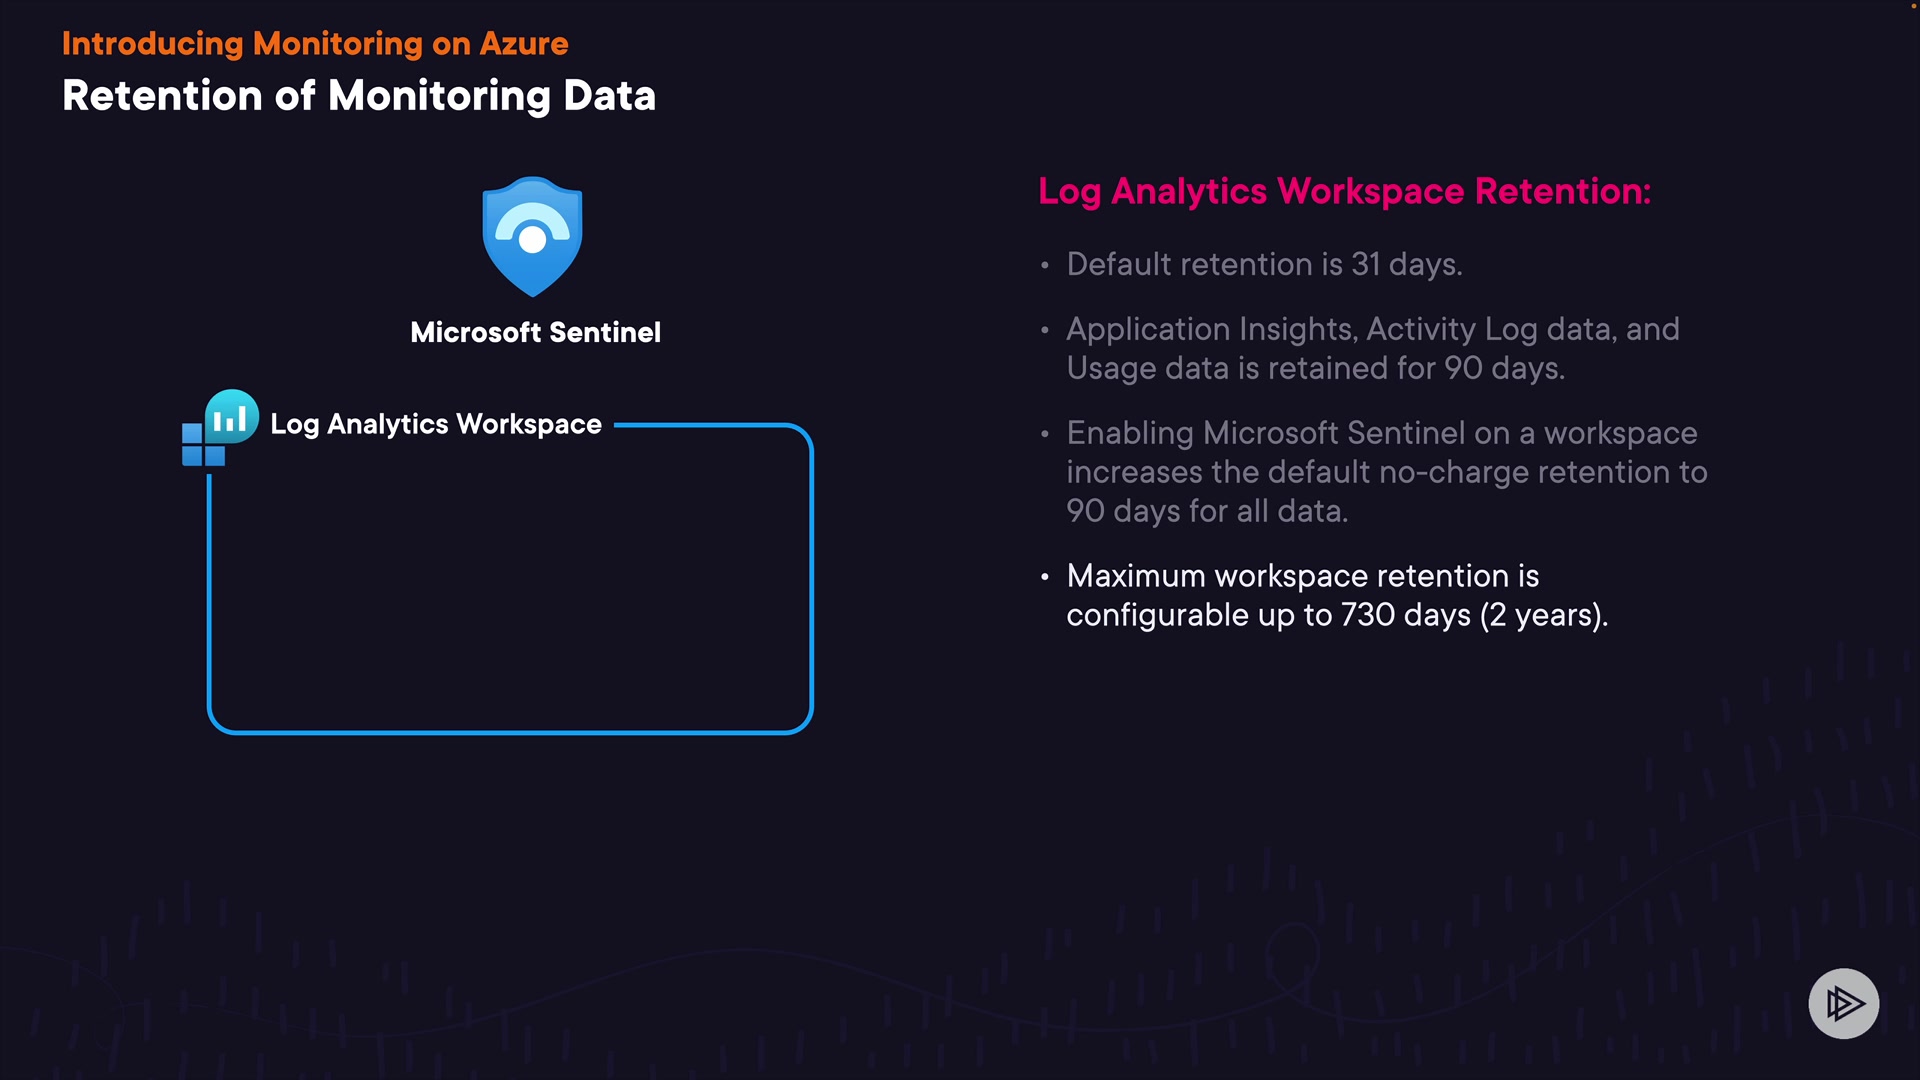 Introducing Monitoring on Azure
Retention of Monitoring Data
Microsoft Sentinel
Log Analytics Workspace
Log Analytics Workspace Retention:
• Default retention is 31 days.
• Application Insights, Activity Log data, and
Usage data is retained for 90 days.
• Enabling Microsoft Sentinel on a workspace
increases the default no-charge retention to
90 days for all data.
• Maximum workspace retention is
configurable up to 730 days (2 years).